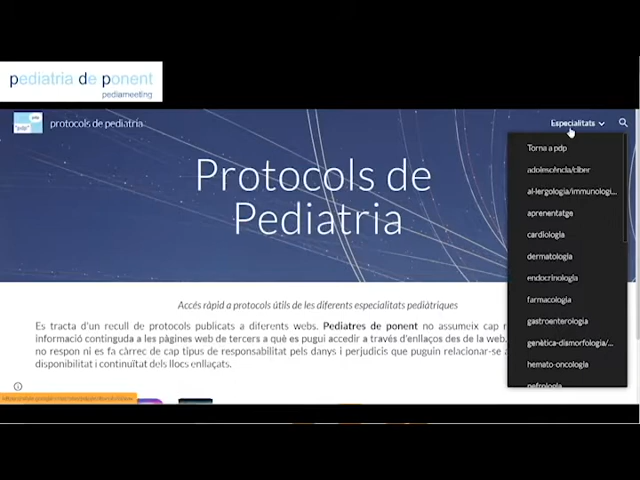 pediatria de ponent
pediameeting
protocols de pediatria
Especialitats
Protocols de
Pediatria
Torna a pdp
adolescència/ciber
al·lergologia/immunologi...
aprenentatge
cardiologia
dermatologia
endocrinologia
farmacologia
gastroenterologia
genètica-dismorfologia/...
hemato-oncologia
nefrologia
Accés ràpid a protocols útils de les diferents especialitats pediàtriques
Es tracta d'un recull de protocols publicats a diferents webs. Pediatres de ponent no assumeix cap r
informació continguda a les pàgines web de tercers a què es pugui accedir a través d'enllaços des de la web.
no respon ni es fa càrrec de cap tipus de responsabilitat pels danys i perjudicis que puguin relacionar-se a
disponibilitat i continuïtat dels llocs enllaçats.